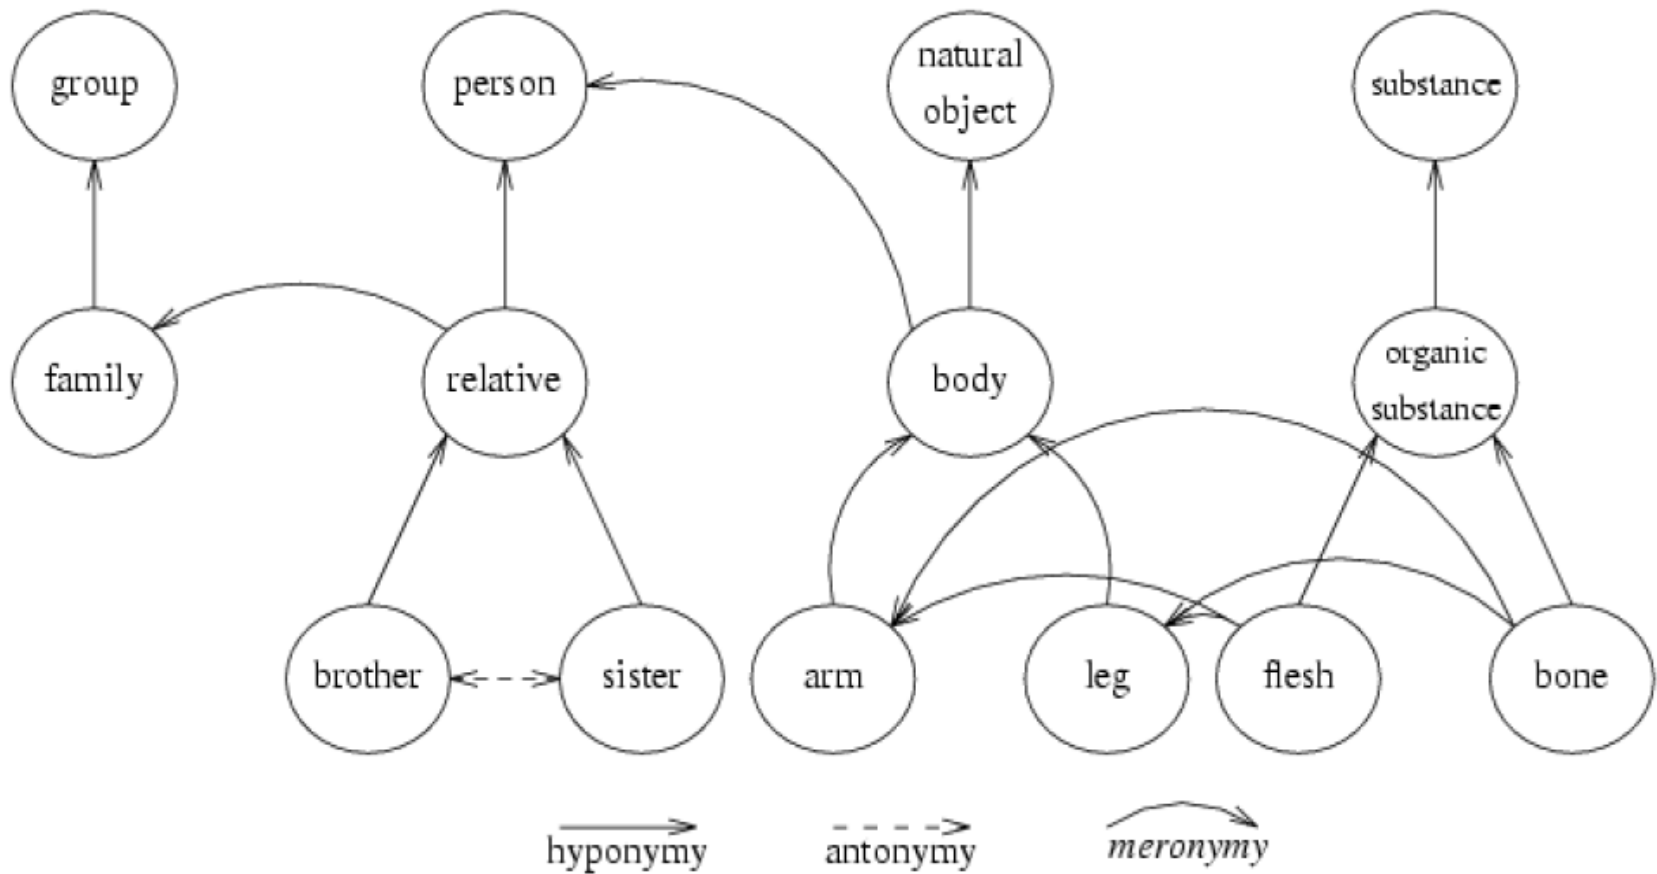 group
person
natural
object
substance
family
relative
body
organic
substance
brother
sister
arm
leg
flesh
bone
hyponymy
antonymy
meronymy